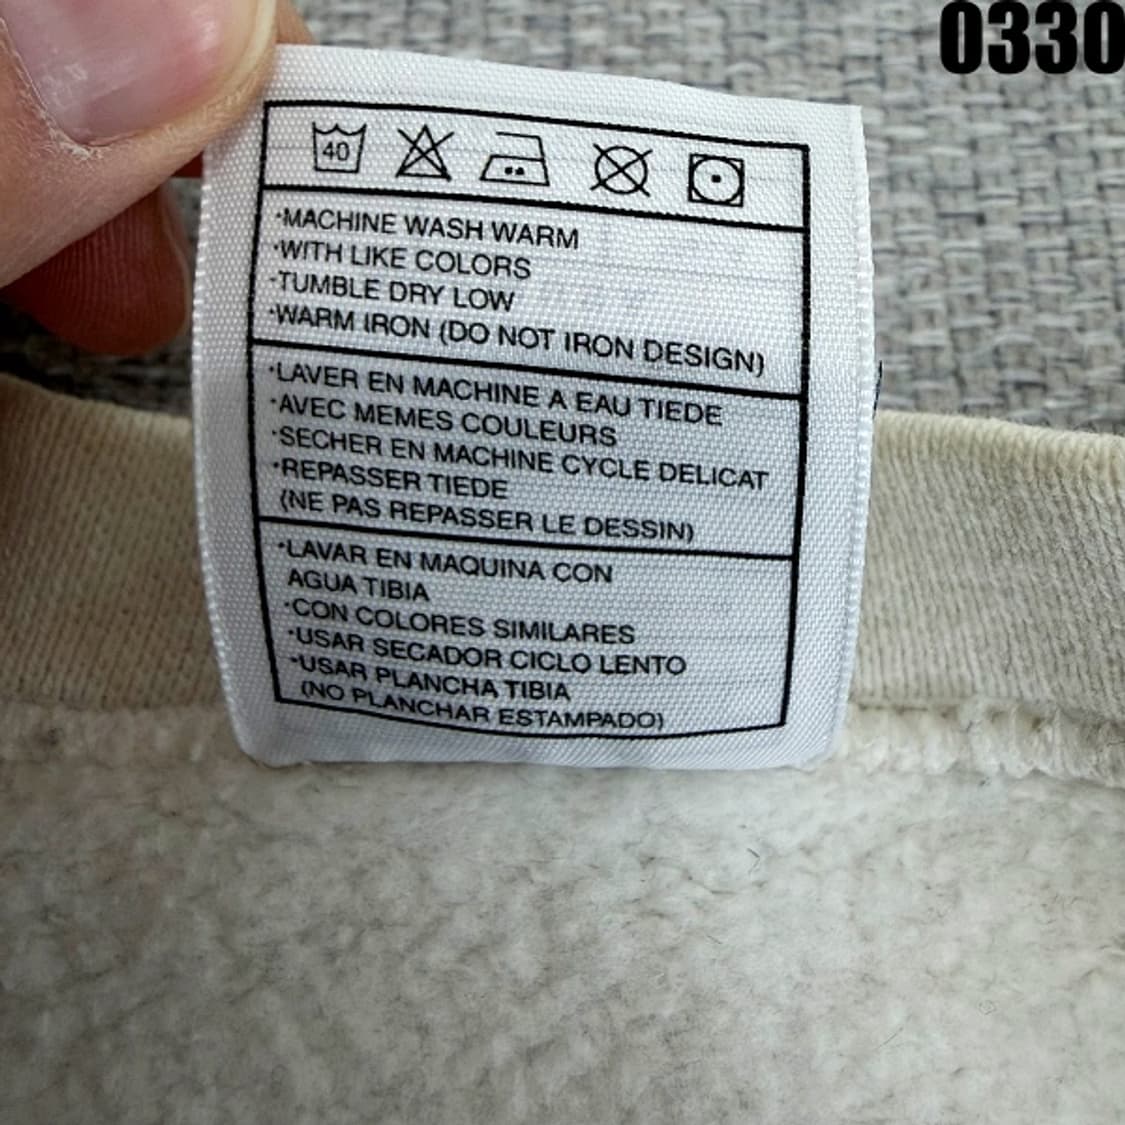 0330
40
·MACHINE WASH WARM
·WITH LIKE COLORS
·TUMBLE DRY LOW
·WARM IRON (DO NOT IRON DESIGN)
·LAVER EN MACHINE A EAU TIEDE
·AVEC MEMES COULEURS
·SECHER EN MACHINE CYCLE DELICAT
·REPASSER TIEDE
(NE PAS REPASSER LE DESSIN)
·LAVAR EN MAQUINA CON
AGUA TIBIA
·CON COLORES SIMILARES
·USAR SECADOR CICLO LENTO
·USAR PLANCHA TIBIA
(NO PLANCHAR ESTAMPADO)